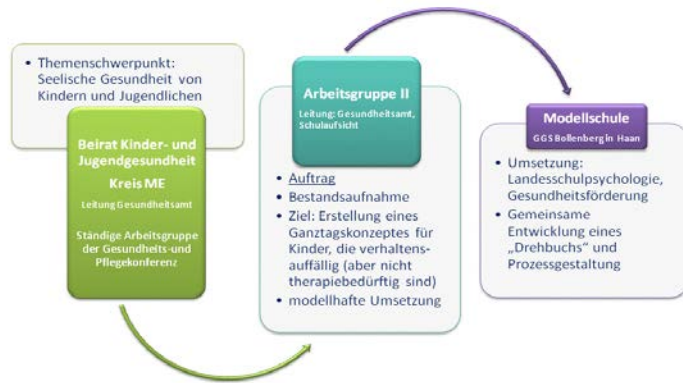 • Themenschwerpunkt:
Seelische Gesundheit von
Kindern und Jugendlichen
Beirat Kinder- und
Jugendgesundheit
Kreis ME
Leitung Gesundheitsamt
Ständige Arbeitsgruppe
der Gesundheits-und
Pflegekonferenz
Arbeitsgruppe II
Leitung: Gesundheitsamt,
Schulaufsicht
• Auftrag
• Bestandsaufnahme
• Ziel: Erstellung eines
Ganztagskonzeptes für
Kinder, die verhaltens-
auffällig (aber nicht
therapiebedürftig sind)
• modellhafte Umsetzung
Modellschule
GGS Bollenberg in Haan
• Umsetzung:
Landesschulpsychologie,
Gesundheitsförderung
• Gemeinsame
Entwicklung eines
„Drehbuchs“ und
Prozessgestaltung